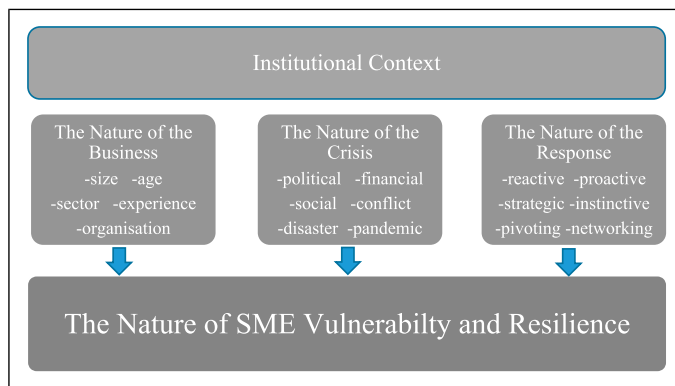 Institutional Context
The Nature of the
Business
-size -age
-sector -experience
-organisation
The Nature of the
Crisis
-political -financial
-social -conflict
-disaster -pandemic
The Nature of the
Response
-reactive -proactive
-strategic -instinctive
-pivoting -networking
The Nature of SME Vulnerabilty and Resilience